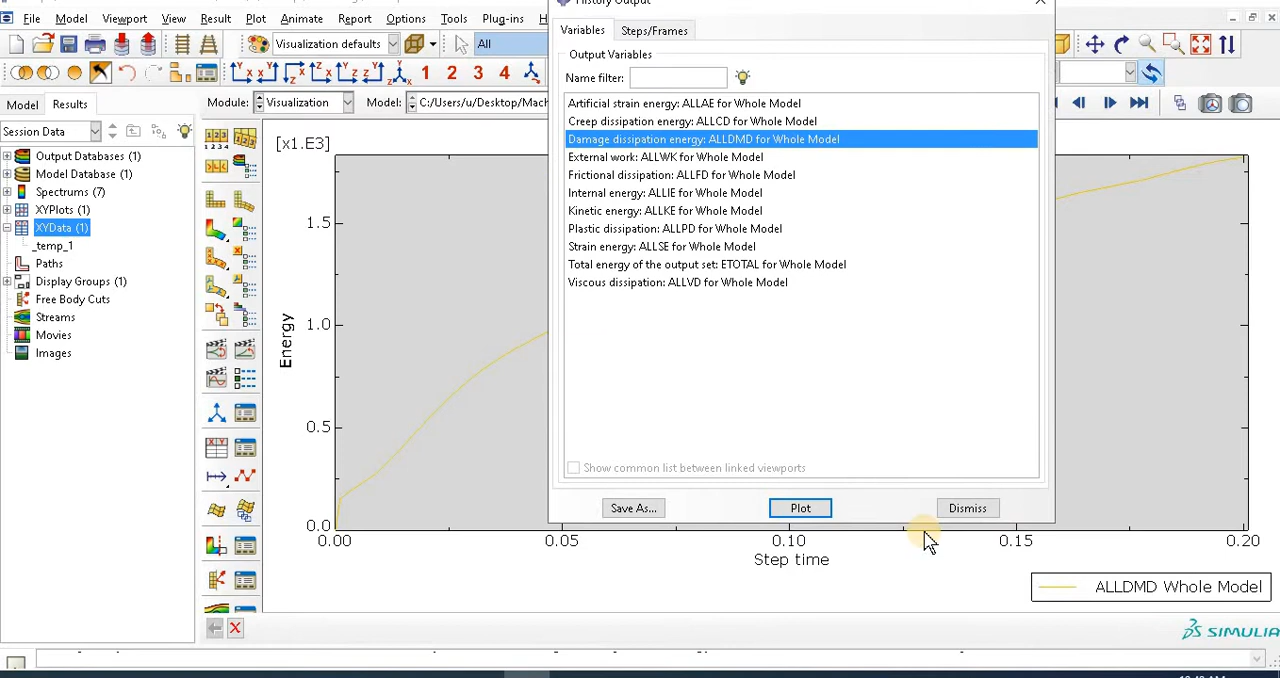 History Output
File Model Viewport View Result Plot Animate Report Options Tools Plug-ins
Visualization defaults
All
1 2 3 4
Model Results
Module: Visualization Model: C:/Users/u/Desktop/Mach
Session Data
Output Databases (1)
Model Database (1)
Spectrums (7)
XYPlots (1)
XYData (1)
_temp_1
Paths
Display Groups (1)
Free Body Cuts
Streams
Movies
Images
Variables Steps/Frames
Output Variables
Name filter:
Artificial strain energy: ALLAE for Whole Model
Creep dissipation energy: ALLCD for Whole Model
Damage dissipation energy: ALLDMD for Whole Model
External work: ALLWK for Whole Model
Frictional dissipation: ALLFD for Whole Model
Internal energy: ALLIE for Whole Model
Kinetic energy: ALLKE for Whole Model
Plastic dissipation: ALLPD for Whole Model
Strain energy: ALLSE for Whole Model
Total energy of the output set: ETOTAL for Whole Model
Viscous dissipation: ALLVD for Whole Model
Show common list between linked viewports
Save As... Plot Dismiss
[x1.E3]
1.5
1.0
0.5
0.0
Energy
0.00 0.05 0.10 0.15 0.20
Step time
ALLDMD Whole Model
SIMULIA